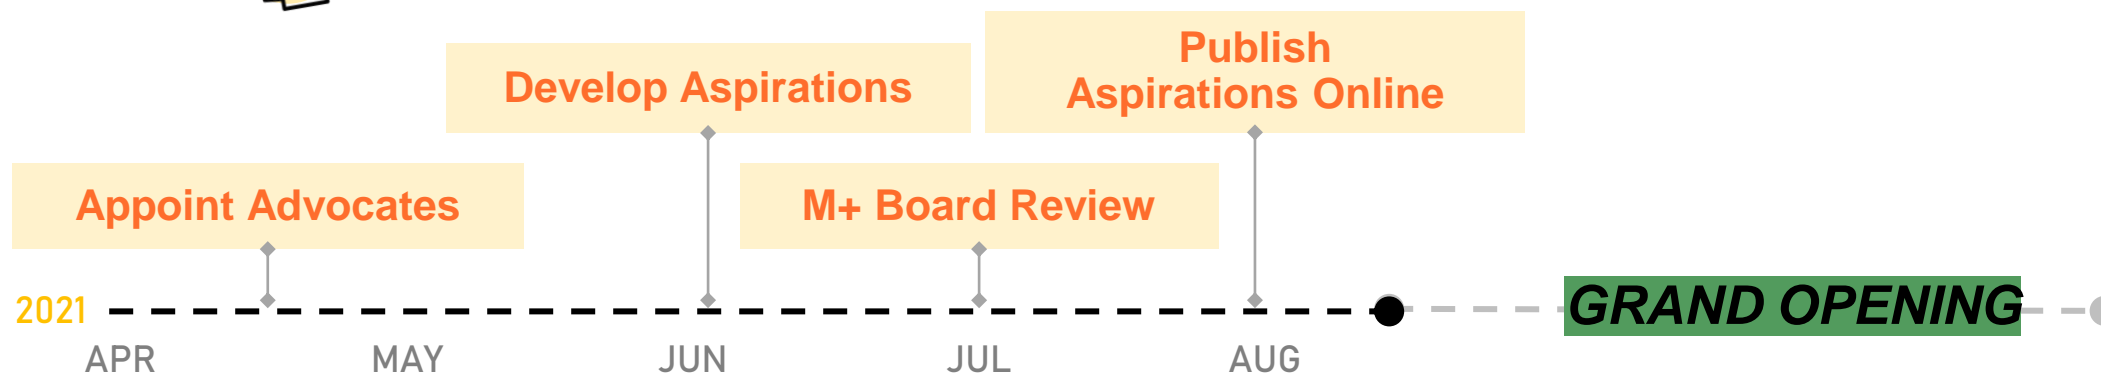 Publish
Aspirations Online
Develop Aspirations
Appoint Advocates
M+ Board Review
2021
GRAND OPENING
APR
MAY
JUN
JUL
AUG